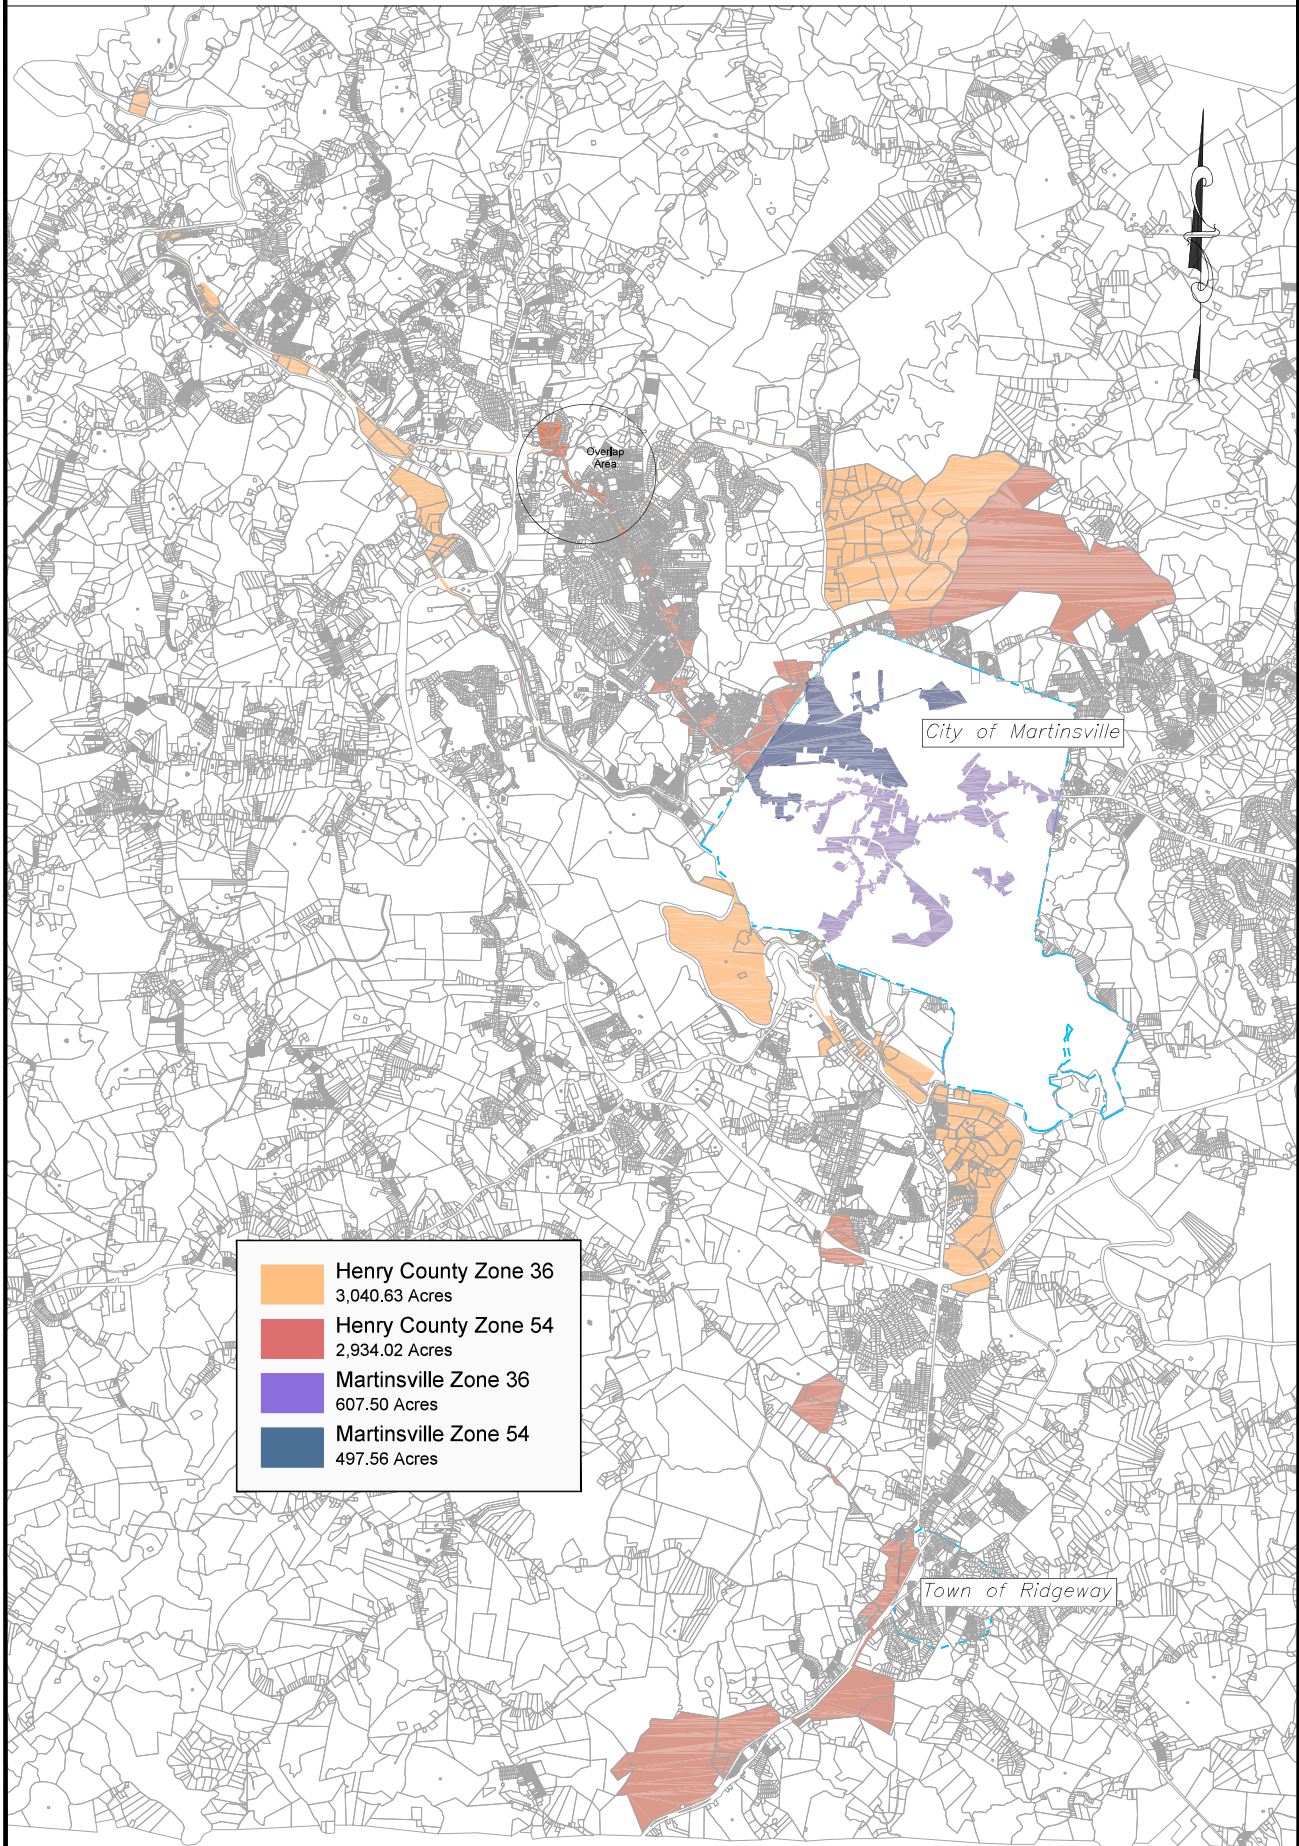 Overlap
Area
City of Martinsville
Henry County Zone 36
3,040.63 Acres
Henry County Zone 54
2,934.02 Acres
Martinsville Zone 36
607.50 Acres
Martinsville Zone 54
497.56 Acres
Town of Ridgeway